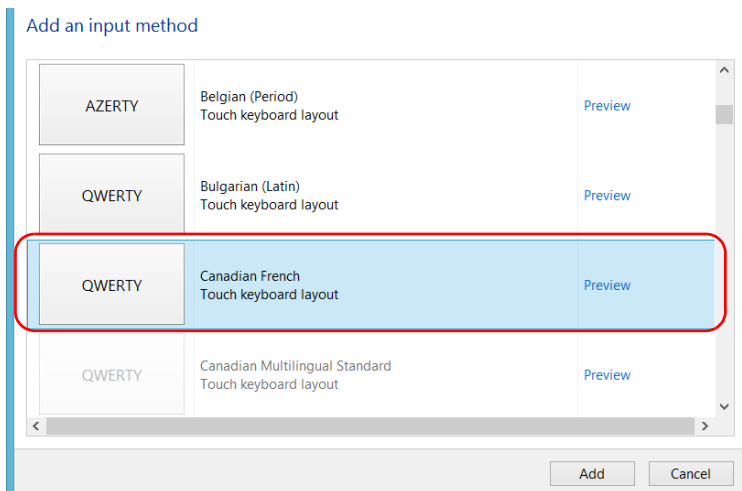 Add an input method
AZERTY
Belgian (Period)
Touch keyboard layout
Preview
QWERTY
Bulgarian (Latin)
Touch keyboard layout
Preview
QWERTY
Canadian French
Touch keyboard layout
Preview
QWERTY
Canadian Multilingual Standard
Touch keyboard layout
Preview
Add
Cancel